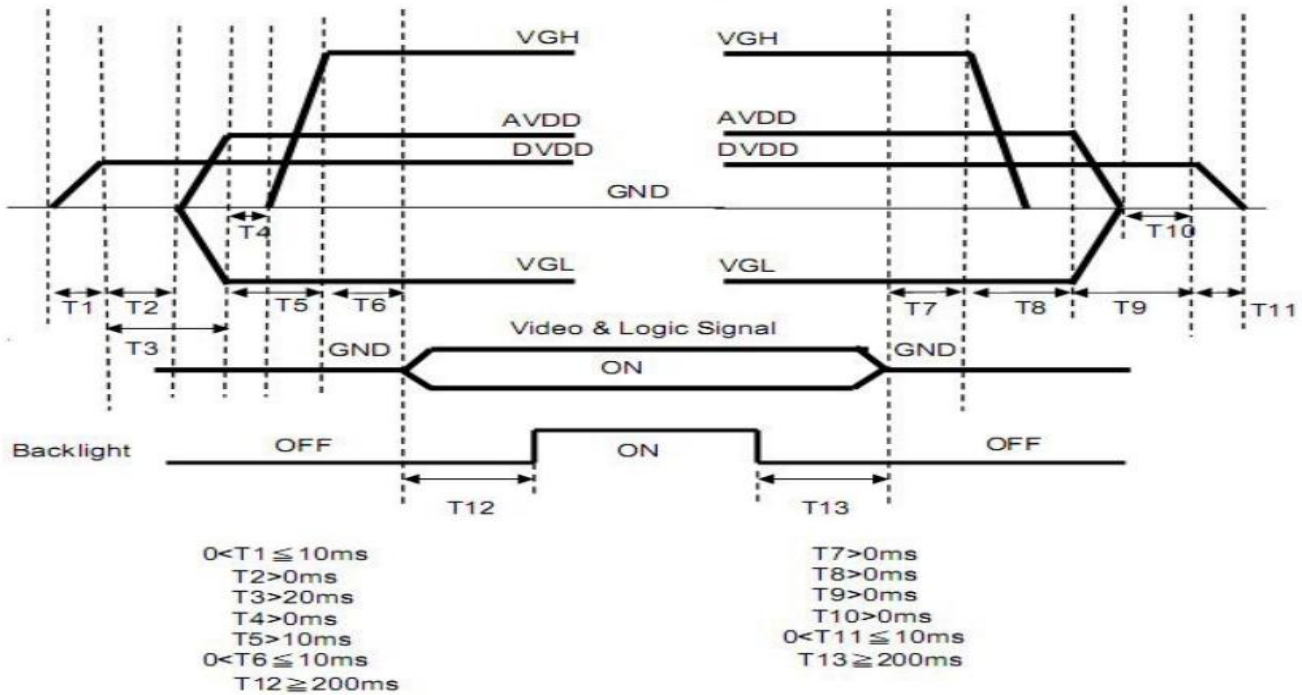 VGH VGH
AVDD AVDD
DVDD DVDD
GND
T4 T10
VGL VGL
T1 T2 T5 T6 T7 T8 T9 T11
Video & Logic Signal
T3 GND GND
ON
Backlight OFF ON OFF
T12 T13
0<T1≦10ms T7>0ms
T2>0ms T8>0ms
T3>20ms T9>0ms
T4>0ms T10>0ms
T5>10ms 0<T11≦10ms
0<T6≦10ms T13≧200ms
T12≧200ms